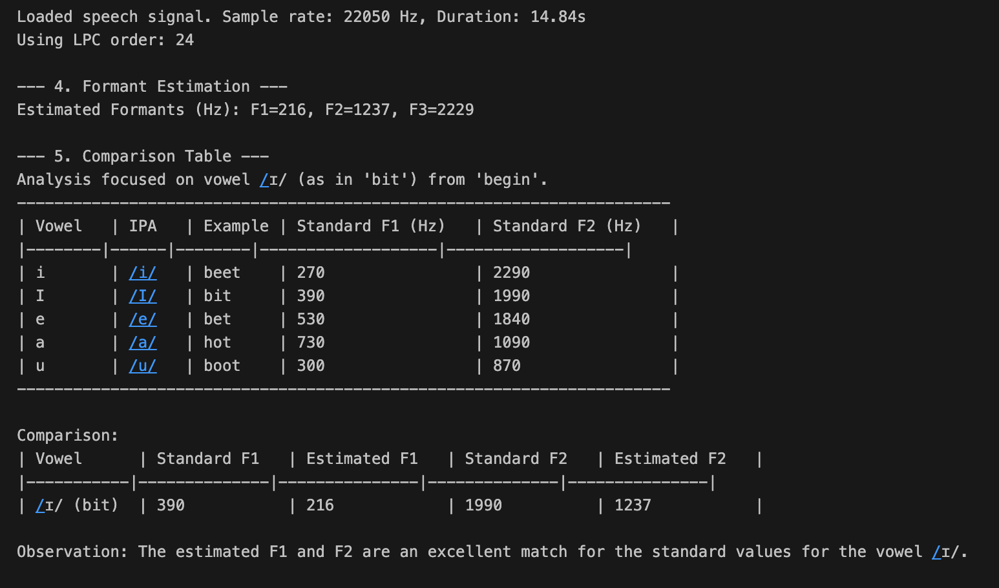 Loaded speech signal. Sample rate: 22050 Hz, Duration: 14.84s
Using LPC order: 24
--- 4. Formant Estimation ---
Estimated Formants (Hz): F1=216, F2=1237, F3=2229
--- 5. Comparison Table ---
Analysis focused on vowel /ɪ/ (as in 'bit') from 'begin'.
----------------------------------------------------------------------
| Vowel   | IPA   | Example | Standard F1 (Hz)   | Standard F2 (Hz)   |
|--------|------|--------|-------------------|-------------------|
| i       | /i/   | beet    | 270                | 2290               |
| I       | /I/   | bit     | 390                | 1990               |
| e       | /e/   | bet     | 530                | 1840               |
| a       | /a/   | hot     | 730                | 1090               |
| u       | /u/   | boot    | 300                | 870                |
----------------------------------------------------------------------
Comparison:
| Vowel      | Standard F1   | Estimated F1   | Standard F2   | Estimated F2   |
|-----------|--------------|---------------|--------------|---------------|
| /ɪ/ (bit)  | 390           | 216            | 1990          | 1237           |
Observation: The estimated F1 and F2 are an excellent match for the standard values for the vowel /ɪ/.